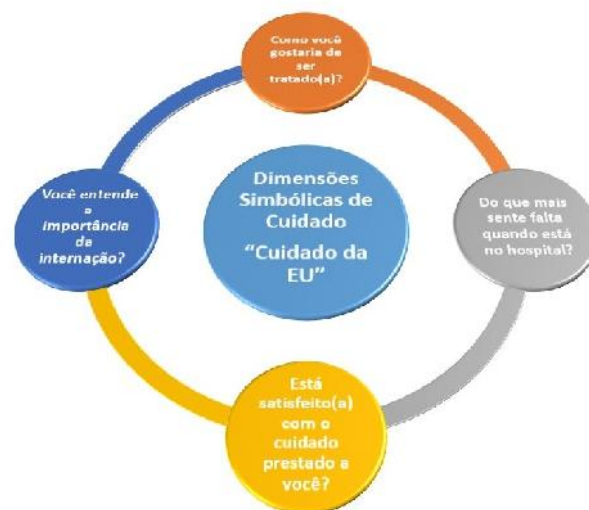 Como você
gostaria de
ser
tratado(a)?
Você entende
a
importância
da
internação?
Dimensões
Simbólicas de
Cuidado
“Cuidado da
EU”
Do que mais
sente falta
quando está
no hospital?
Está
satisfeito(a)
com o
cuidado
prestado a
você?